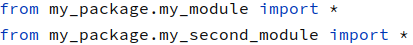 from my_package.my_module import *
from my_package.my_second_module import *